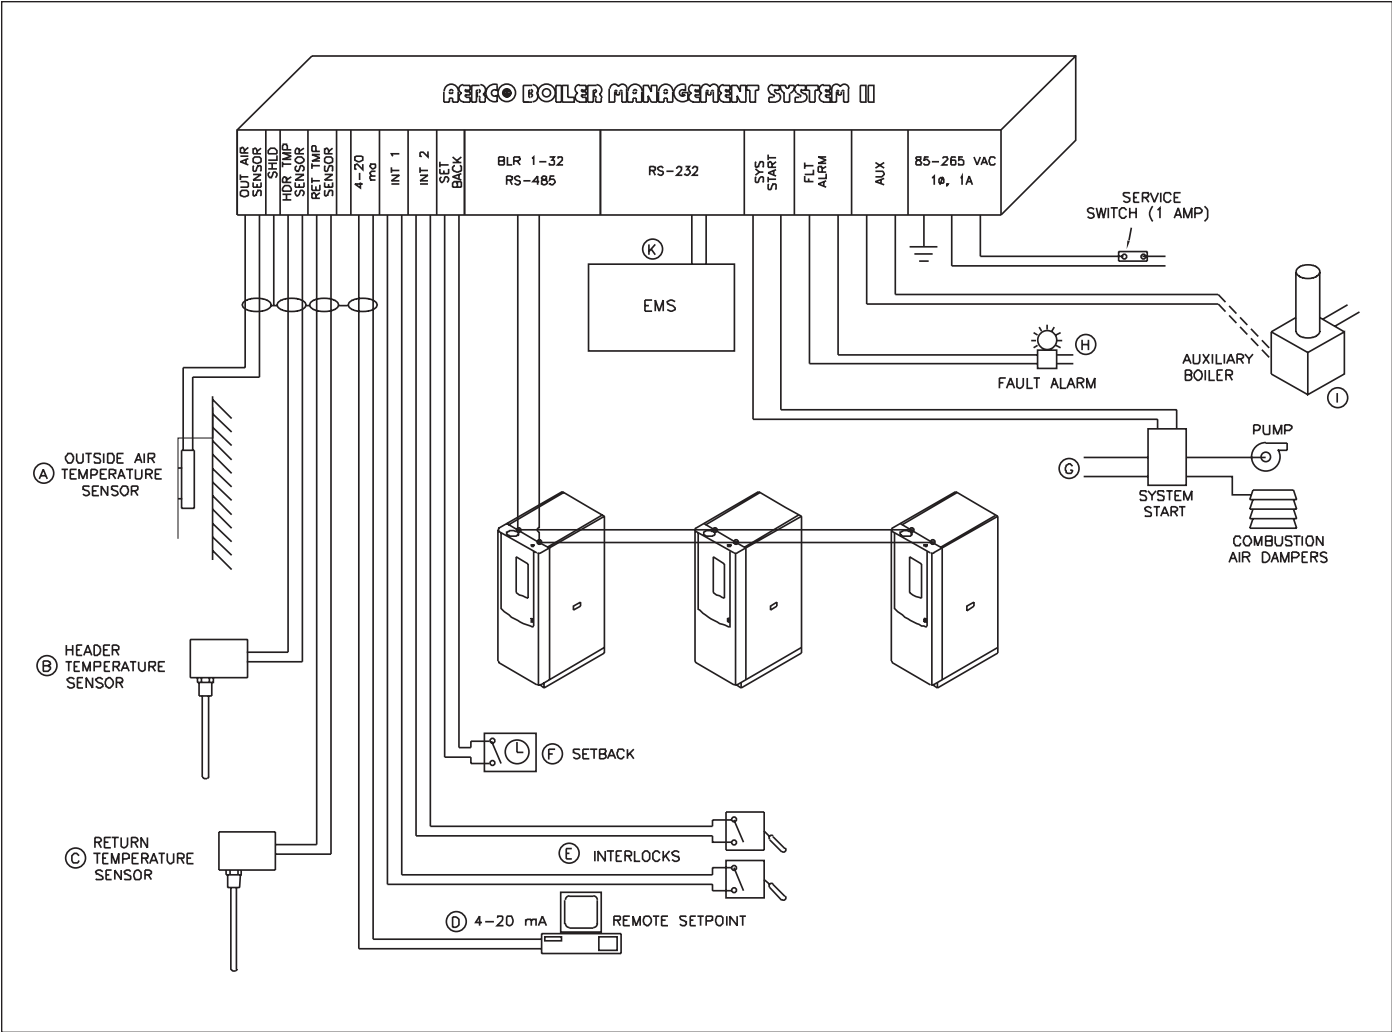 AERCO BOILER MANAGEMENT SYSTEM II
OUT AIR
SENSOR
SHLD
HDR TMP
SENSOR
RET TMP
SENSOR
4-20
ma
INT 1
INT 2
SET
BACK
BLR 1-32
RS-485
RS-232
SYS
START
FLT
ALRM
AUX
85-265 VAC
1ø, 1A
SERVICE
SWITCH (1 AMP)
K
EMS
H
FAULT ALARM
AUXILIARY
BOILER
I
A
OUTSIDE AIR
TEMPERATURE
SENSOR
G
PUMP
SYSTEM
START
COMBUSTION
AIR DAMPERS
B
HEADER
TEMPERATURE
SENSOR
F SETBACK
C
RETURN
TEMPERATURE
SENSOR
E INTERLOCKS
D 4-20 mA REMOTE SETPOINT